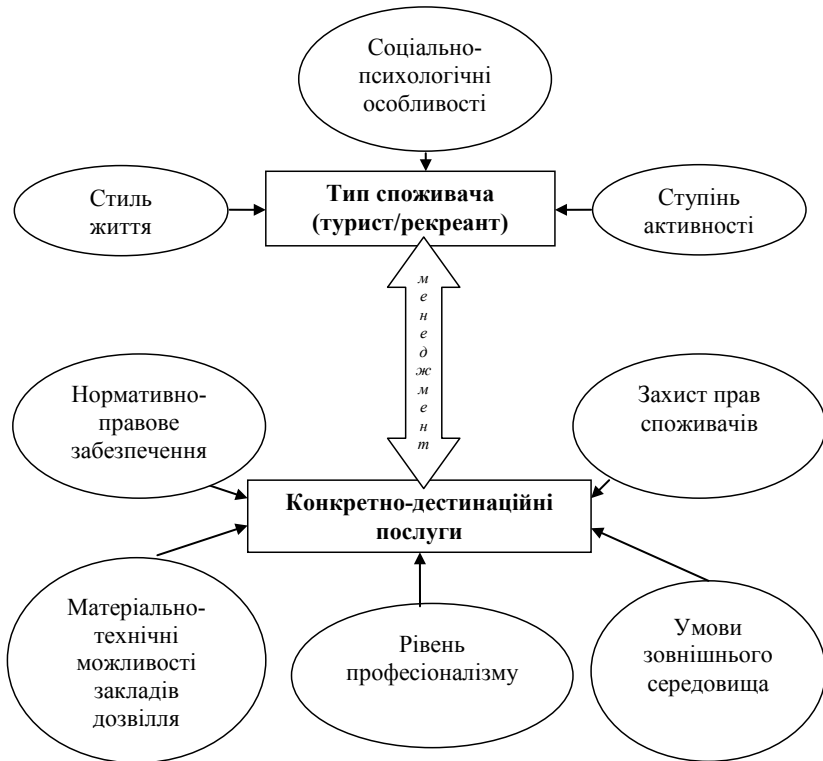 Соціально-
психологічні
особливості
Стиль
життя
Тип споживача
(турист/рекреант)
Ступінь
активності
менеджмент
Нормативно-
правове
забезпечення
Захист прав
споживачів
Конкретно-дестинаційні
послуги
Матеріально-
технічні
можливості
закладів
дозвілля
Рівень
професіоналізму
Умови
зовнішнього
середовища